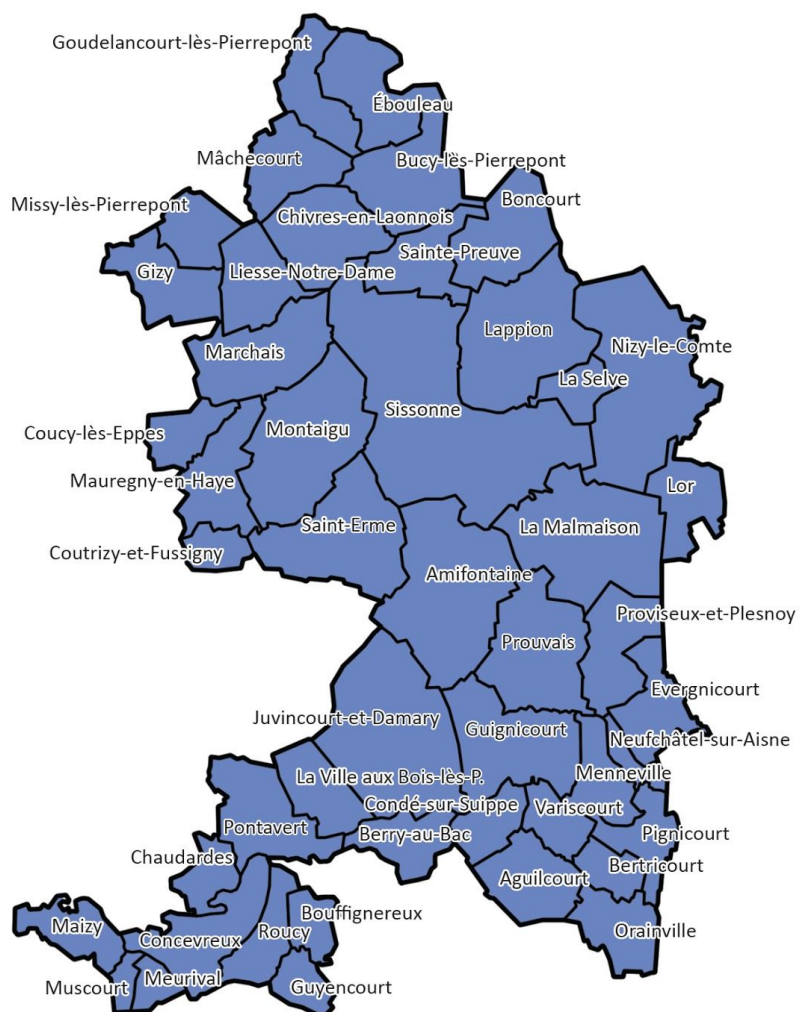 Goudelancourt-lès-Pierrepont
Ébouleau
Mâchecourt
Bucy-lès-Pierrepont
Missy-lès-Pierrepont
Boncourt
Chivres-en-Laonnois
Sainte-Preuve
Gizy
Liesse-Notre-Dame
Lappion
Nizy-le-Comte
Marchais
La Selve
Sissonne
Montaigu
Coucy-lès-Eppes
Mauregny-en-Haye
Lor
Saint-Erme
La Malmaison
Coutrizy-et-Fussigny
Amifontaine
Proviseux-et-Plesnoy
Prouvais
Evergnicourt
Juvincourt-et-Damary
Guignicourt
Neufchâtel-sur-Aisne
La Ville aux Bois-lès-P.
Menneville
Condé-sur-Suippe
Variscourt
Pontavert
Berry-au-Bac
Pignicourt
Chaudardes
Bertricourt
Aguilcourt
Bouffignereux
Maizy
Concevreux
Roucy
Orainville
Muscourt
Meurival
Guyencourt